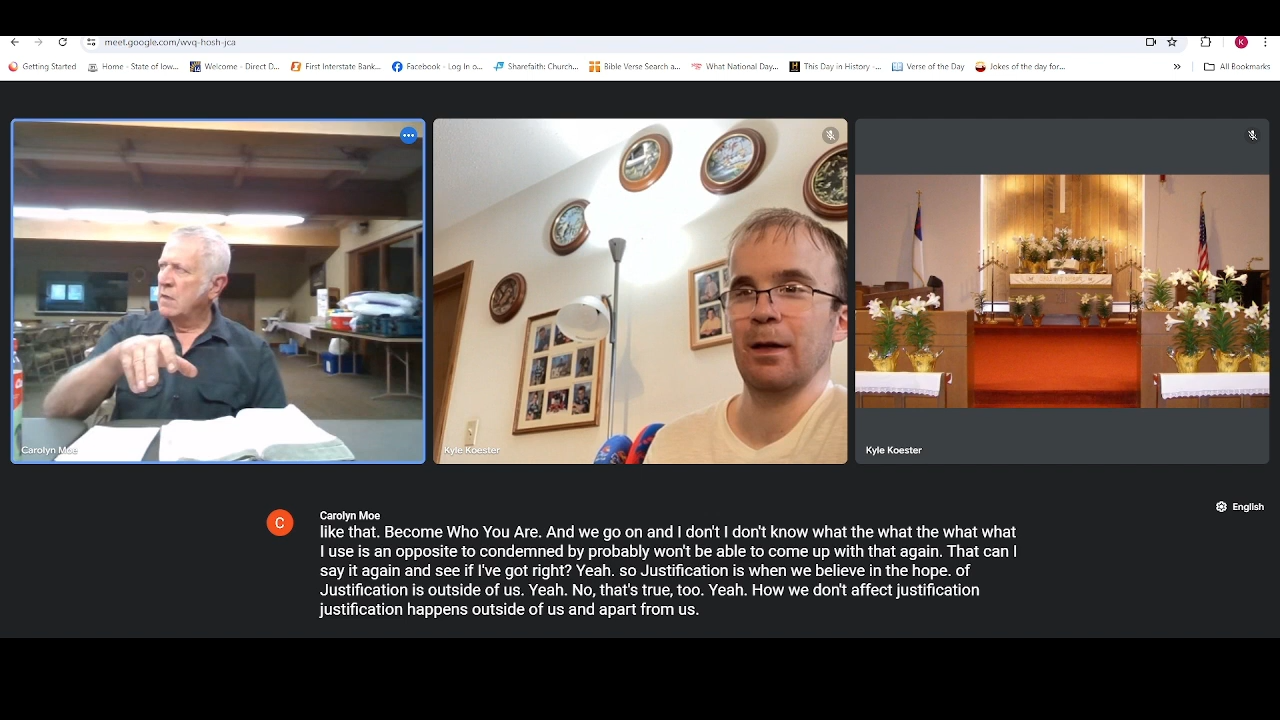 meet.google.com/wvq-hosh-jca
Getting Started Home - State of Iow... Welcome - Direct D... First Interstate Bank... Facebook - Log In o... Sharefaith: Church... Bible Verse Search a... What National Day... This Day in History -... Verse of the Day Jokes of the day for... » All Bookmarks
K
Carolyn Moe
Kyle Koester
Kyle Koester
English
C
Carolyn Moe
like that. Become Who You Are. And we go on and I don't I don't know what the what the what what
I use is an opposite to condemned by probably won't be able to come up with that again. That can I
say it again and see if I've got right? Yeah. so Justification is when we believe in the hope. of
Justification is outside of us. Yeah. No, that's true, too. Yeah. How we don't affect justification
justification happens outside of us and apart from us.